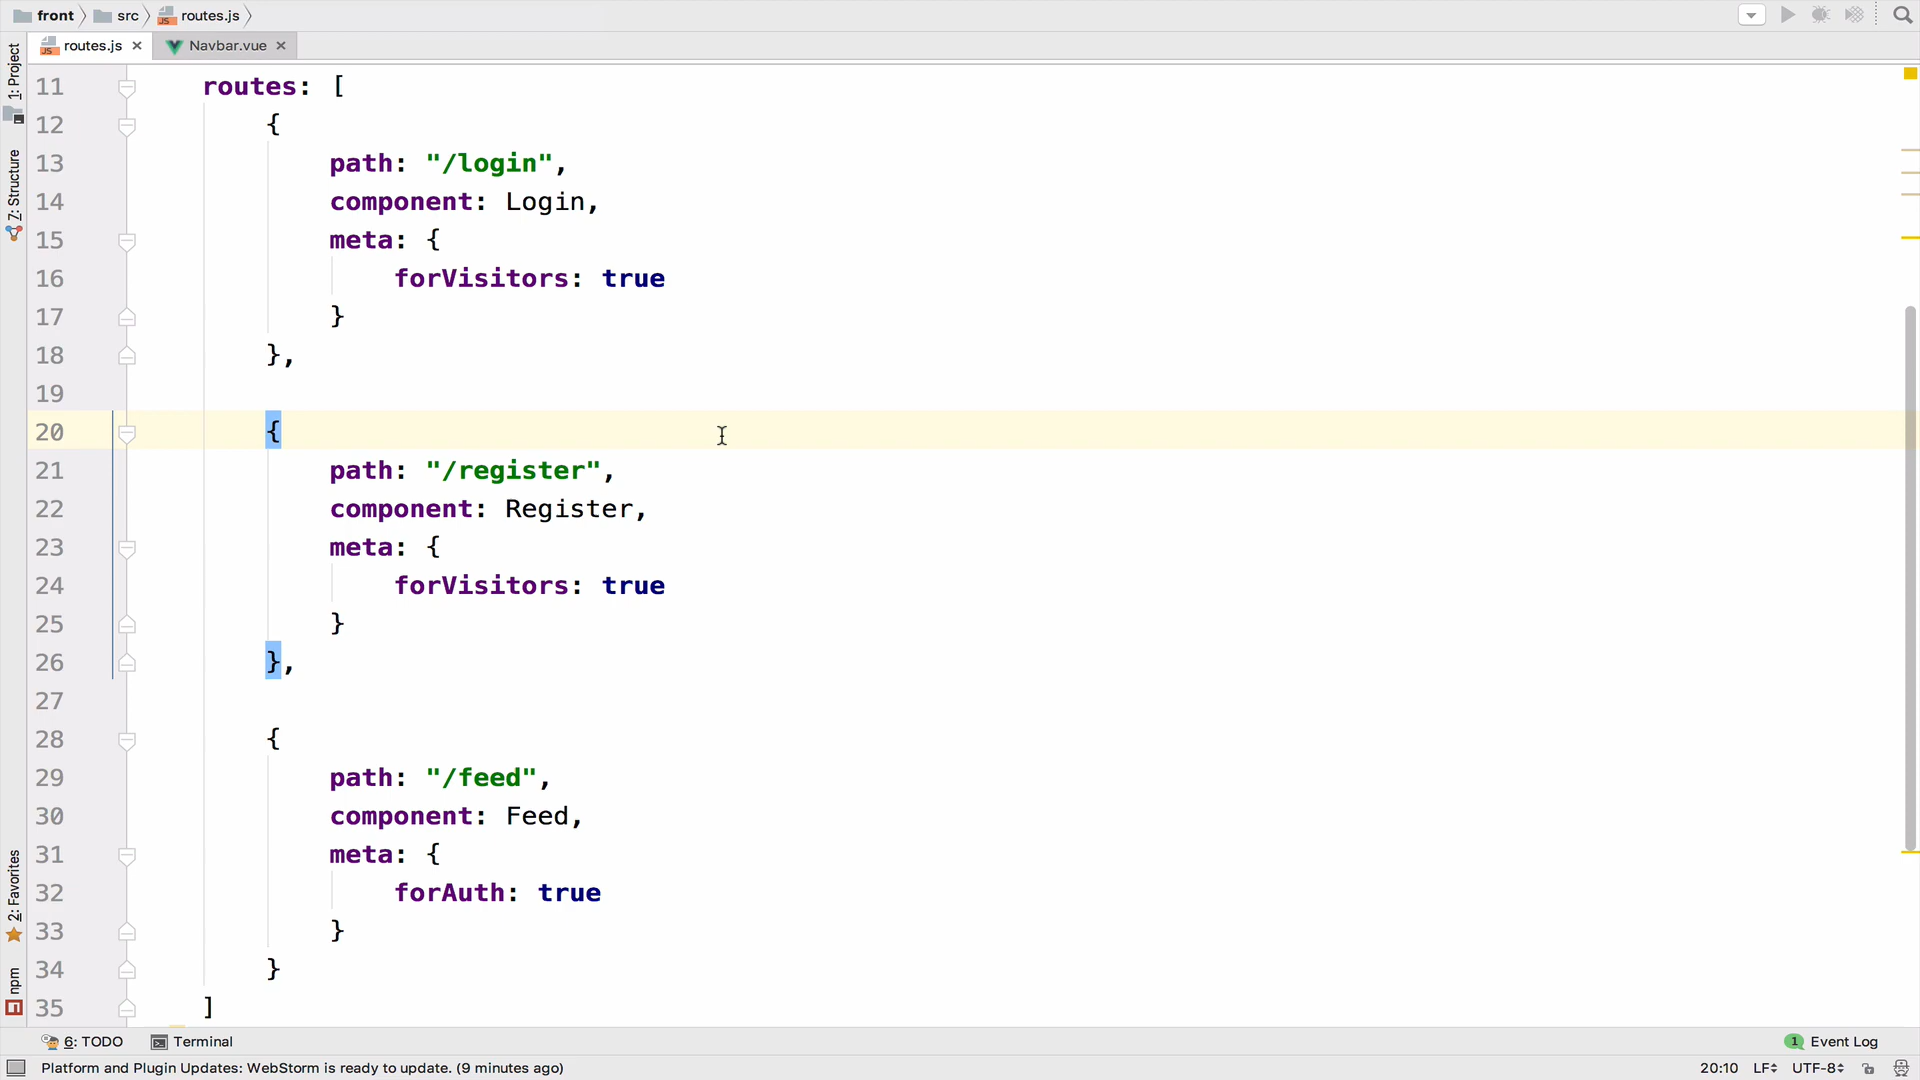 front src routes.js
routes.js Navbar.vue
1: Project
7: Structure
2: Favorites
npm
11 routes: [
12 {
13 path: "/login",
14 component: Login,
15 meta: {
16 forVisitors: true
17 }
18 },
19
20 {
21 path: "/register",
22 component: Register,
23 meta: {
24 forVisitors: true
25 }
26 },
27
28 {
29 path: "/feed",
30 component: Feed,
31 meta: {
32 forAuth: true
33 }
34 }
35 ]
6: TODO Terminal 1 Event Log
Platform and Plugin Updates: WebStorm is ready to update. (9 minutes ago) 20:10 LF UTF-8